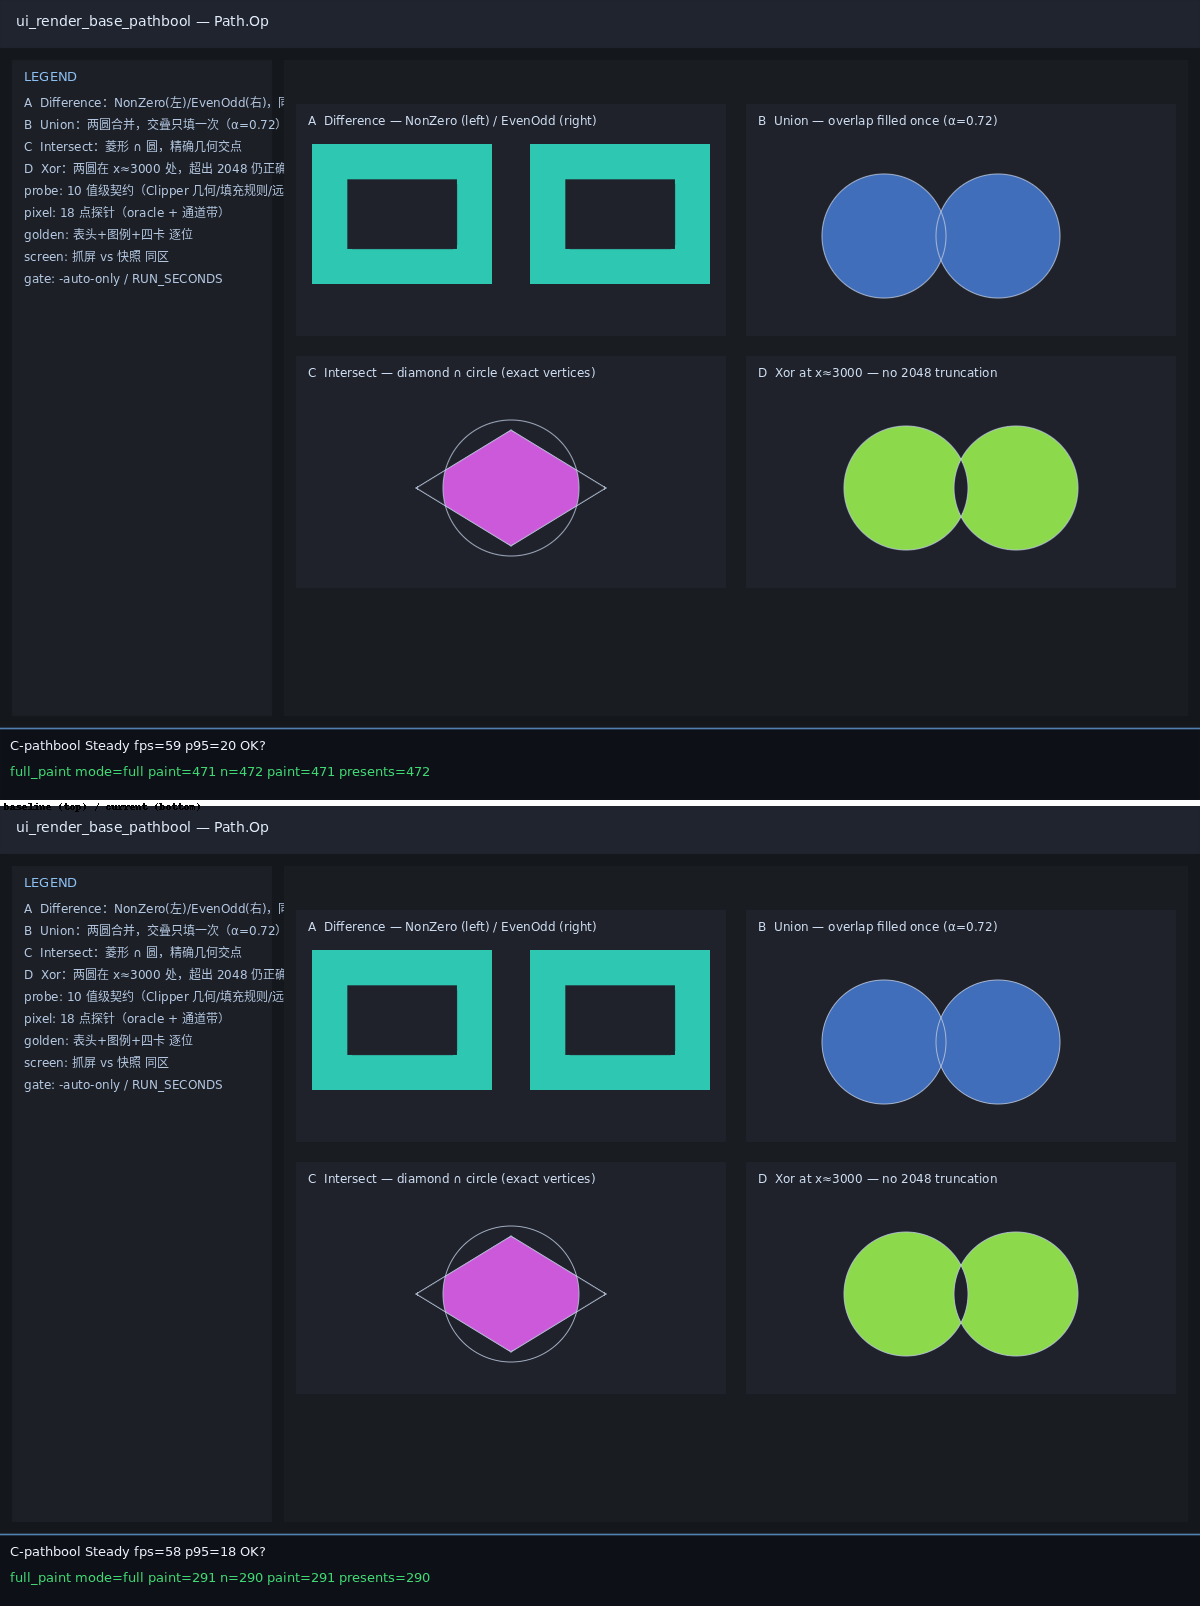 ui_render_base_pathbool — Path.Op
LEGEND
A  Difference：NonZero(左)/EvenOdd(右)，同
B  Union：两圆合并，交叠只填一次（α=0.72）
C  Intersect：菱形 ∩ 圆，精确几何交点
D  Xor：两圆在 x≈3000 处，超出 2048 仍正确
probe: 10 值级契约（Clipper 几何/填充规则/远
pixel: 18 点探针（oracle + 通道带）
golden: 表头+图例+四卡 逐位
screen: 抓屏 vs 快照 同区
gate: -auto-only / RUN_SECONDS
A  Difference — NonZero (left) / EvenOdd (right)
B  Union — overlap filled once (α=0.72)
C  Intersect — diamond ∩ circle (exact vertices)
D  Xor at x≈3000 — no 2048 truncation
C-pathbool Steady fps=59 p95=20 OK?
full_paint mode=full paint=471 n=472 paint=471 presents=472
baseline (top) / current (bottom)
ui_render_base_pathbool — Path.Op
LEGEND
A  Difference：NonZero(左)/EvenOdd(右)，同
B  Union：两圆合并，交叠只填一次（α=0.72）
C  Intersect：菱形 ∩ 圆，精确几何交点
D  Xor：两圆在 x≈3000 处，超出 2048 仍正确
probe: 10 值级契约（Clipper 几何/填充规则/远
pixel: 18 点探针（oracle + 通道带）
golden: 表头+图例+四卡 逐位
screen: 抓屏 vs 快照 同区
gate: -auto-only / RUN_SECONDS
A  Difference — NonZero (left) / EvenOdd (right)
B  Union — overlap filled once (α=0.72)
C  Intersect — diamond ∩ circle (exact vertices)
D  Xor at x≈3000 — no 2048 truncation
C-pathbool Steady fps=58 p95=18 OK?
full_paint mode=full paint=291 n=290 paint=291 presents=290